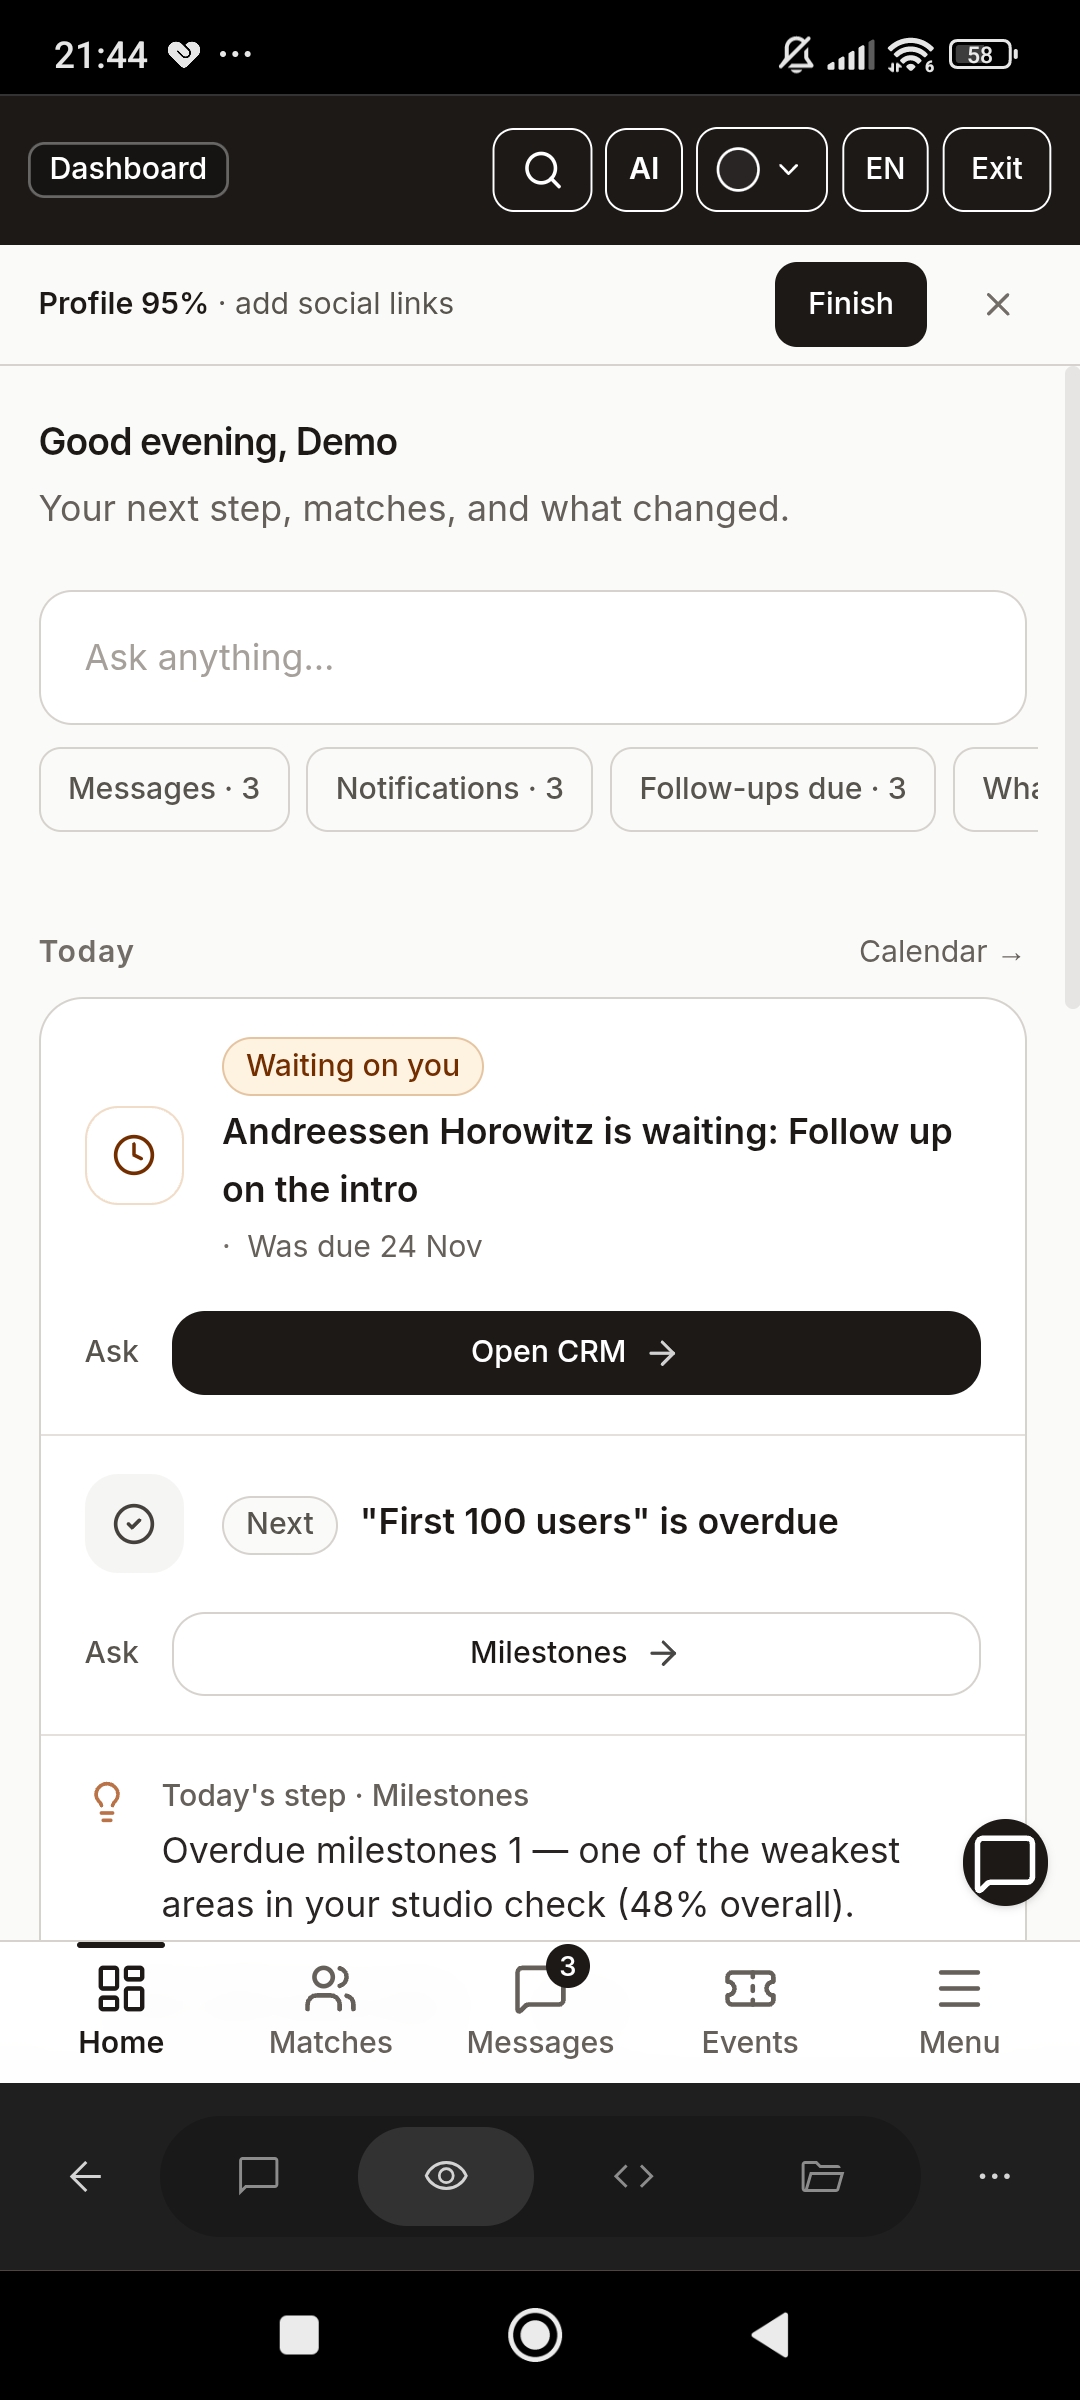 21:44
58
6
Dashboard
AI
EN
Exit
Profile 95% · add social links
Finish
Good evening, Demo
Your next step, matches, and what changed.
Ask anything...
Messages · 3
Notifications · 3
Follow-ups due · 3
Today
Calendar →
Waiting on you
Andreessen Horowitz is waiting: Follow up
on the intro
· Was due 24 Nov
Ask
Open CRM →
Next
"First 100 users" is overdue
Ask
Milestones →
Today's step · Milestones
Overdue milestones 1 — one of the weakest
areas in your studio check (48% overall).
3
Home
Matches
Messages
Events
Menu